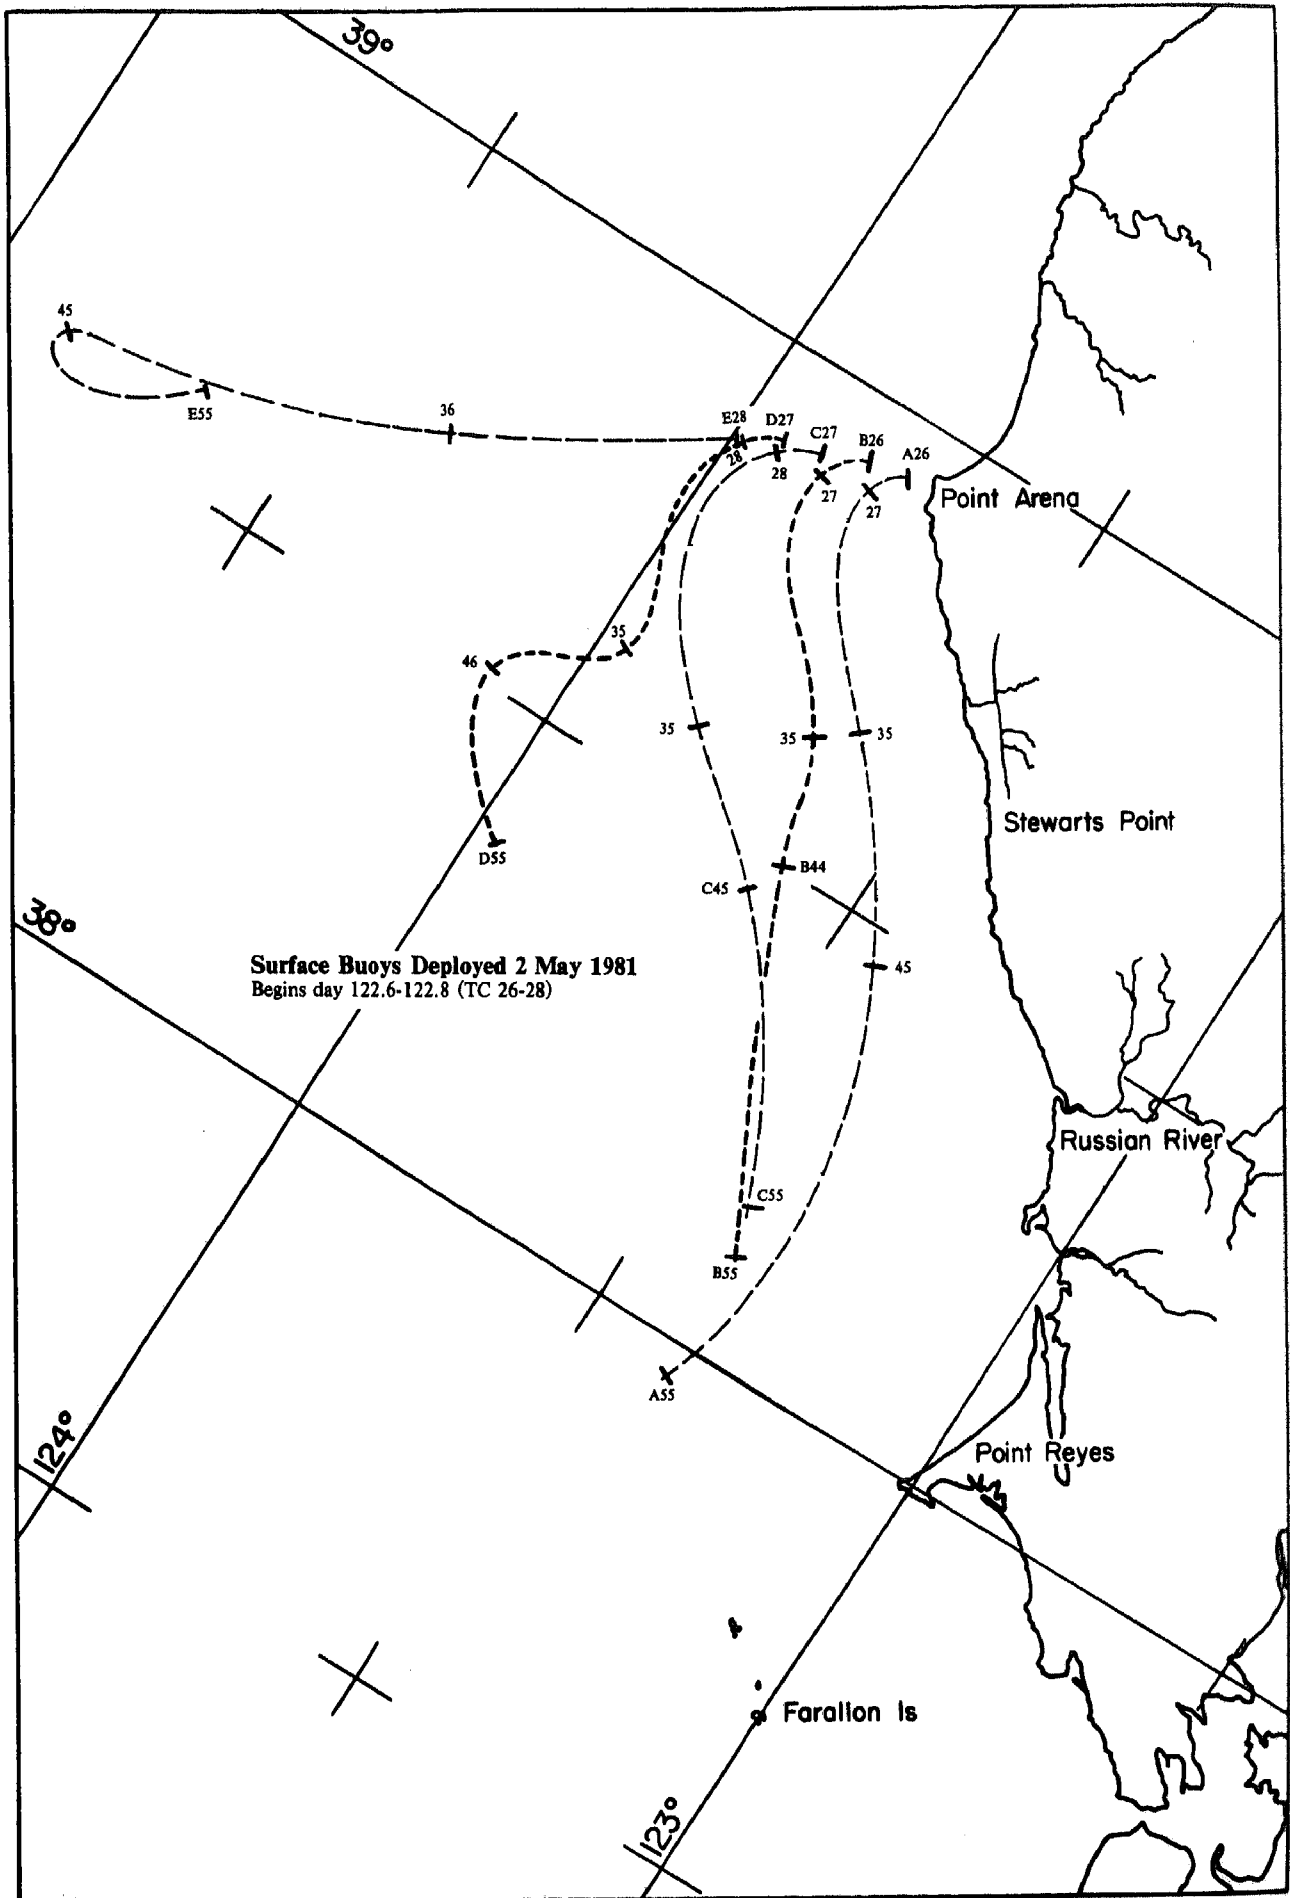 39°
45
E55
36
E28
D27
C27
B26
A26
28
28
27
27
Point Arena
35
46
35
35
35
Stewarts Point
D55
B44
C45
38°
Surface Buoys Deployed 2 May 1981
Begins day 122.6-122.8 (TC 26-28)
45
Russian River
C55
B55
A55
124°
Point Reyes
Farallon Is
123°